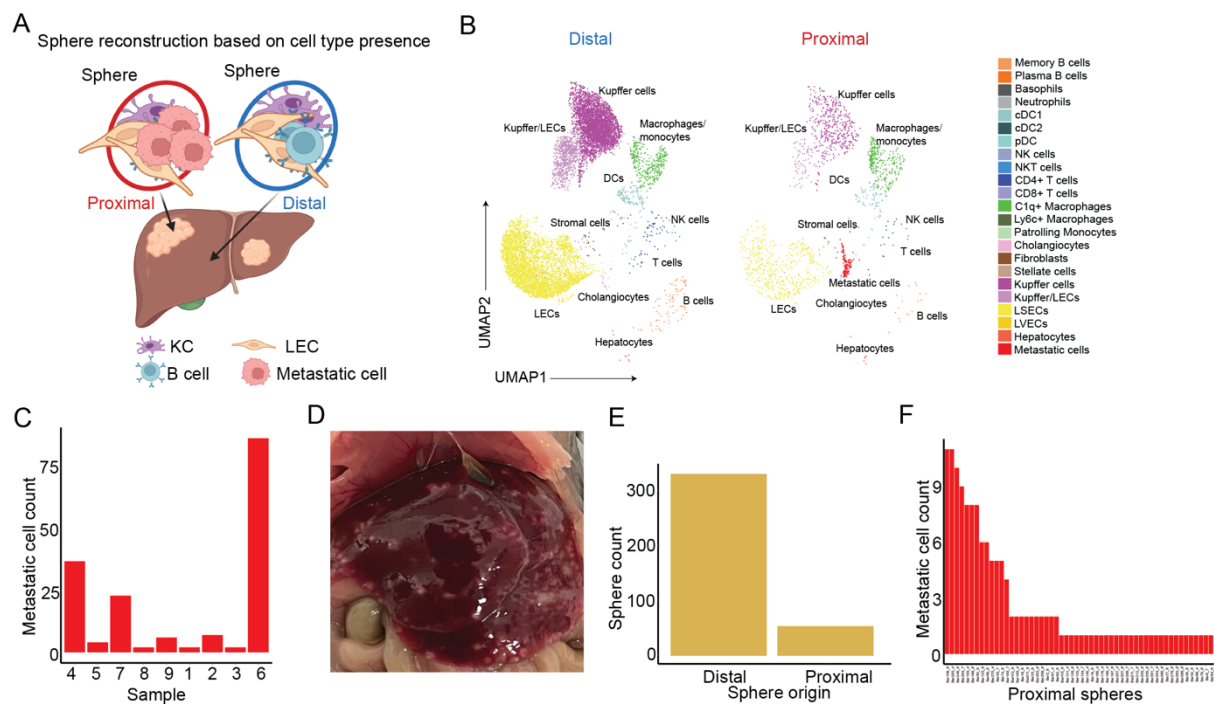 A
Sphere reconstruction based on cell type presence
Sphere
Sphere
Proximal
Distal
KC
LEC
B cell
Metastatic cell
B
Distal
Proximal
Kupffer cells
Kupffer/LECs
Macrophages/
monocytes
DCs
Stromal cells
NK cells
T cells
Cholangiocytes
LECs
B cells
Hepatocytes
Kupffer cells
Kupffer/LECs
Macrophages/
monocytes
DCs
Stromal cells
NK cells
T cells
Metastatic cells
Cholangiocytes
LECs
B cells
Hepatocytes
UMAP2
UMAP1
Memory B cells
Plasma B cells
Basophils
Neutrophils
cDC1
cDC2
pDC
NK cells
NKT cells
CD4+ T cells
CD8+ T cells
C1q+ Macrophages
Ly6c+ Macrophages
Patrolling Monocytes
Cholangiocytes
Fibroblasts
Stellate cells
Kupffer cells
Kupffer/LECs
LSECs
LVECs
Hepatocytes
Metastatic cells
C
Metastatic cell count
75
50
25
0
4 5 7 8 9 1 2 3 6
Sample
D
E
Sphere count
300
200
100
0
Distal Proximal
Sphere origin
F
Metastatic cell count
9
6
3
0
Proximal spheres